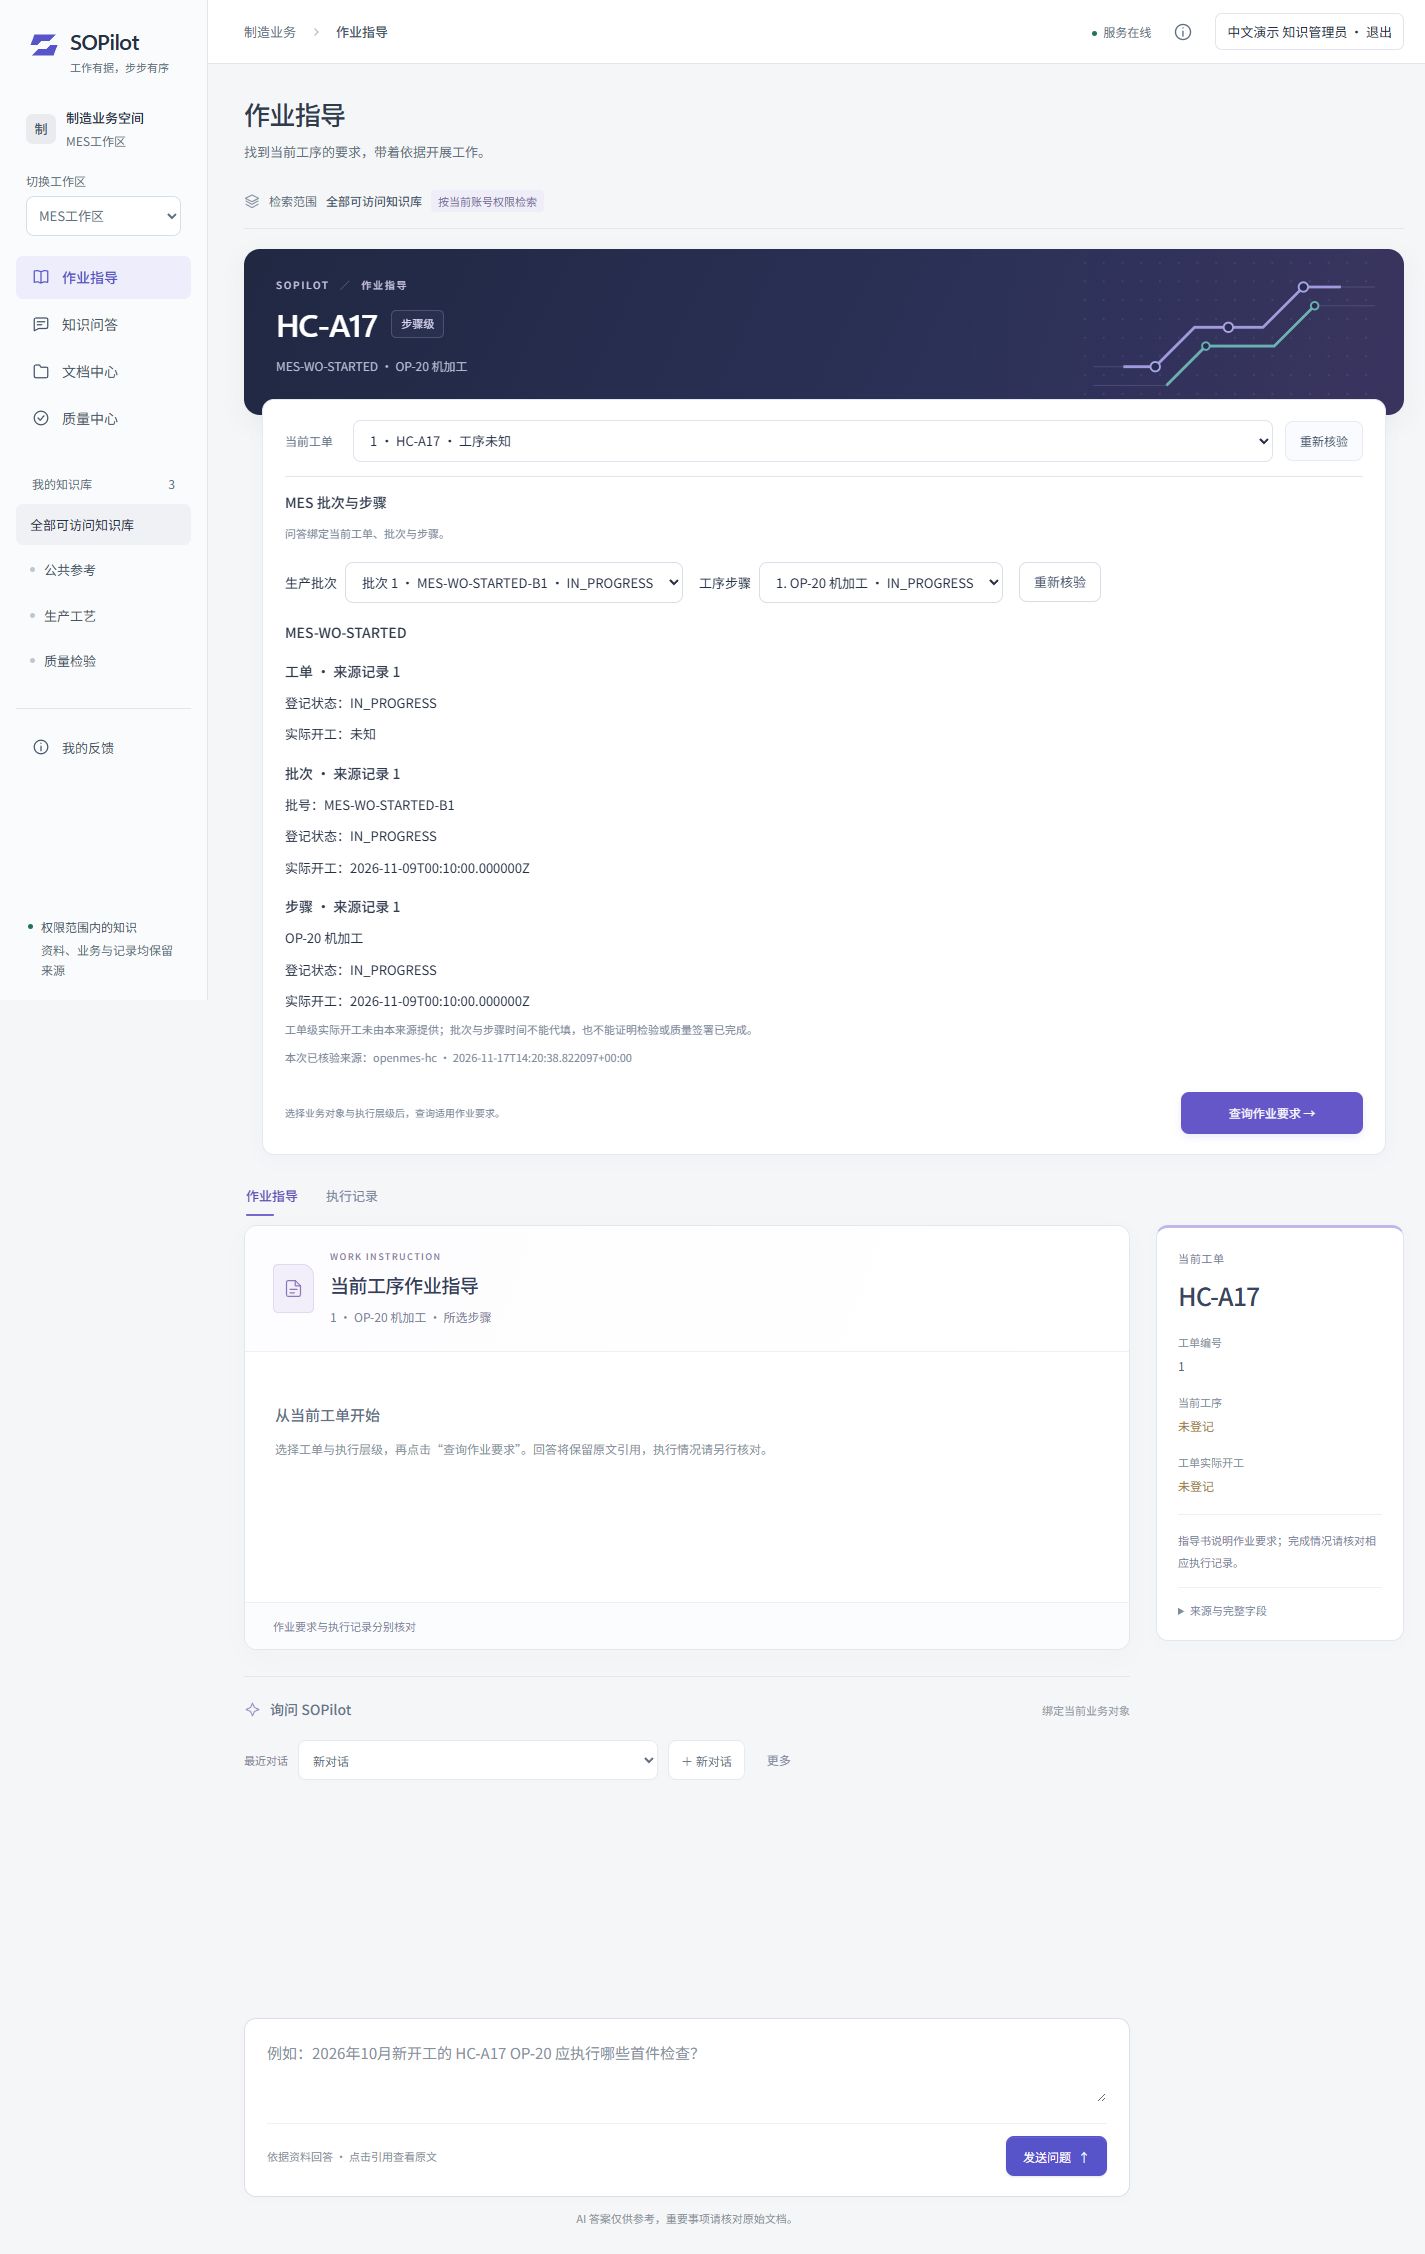 SOPilot
工作有据，步步有序
制
制造业务空间
MES工作区
切换工作区
MES工作区
作业指导
知识问答
文档中心
质量中心
我的知识库 3
全部可访问知识库
公共参考
生产工艺
质量检验
我的反馈
权限范围内的知识
资料、业务与记录均保留
来源
制造业务 › 作业指导
服务在线
中文演示 知识管理员 · 退出
作业指导
找到当前工序的要求，带着依据开展工作。
检索范围 全部可访问知识库 按当前账号权限检索
SOPILOT ／ 作业指导
HC-A17 步骤级
MES-WO-STARTED · OP-20 机加工
当前工单 1 · HC-A17 · 工序未知 重新核验
MES 批次与步骤
问答绑定当前工单、批次与步骤。
生产批次 批次 1 · MES-WO-STARTED-B1 · IN_PROGRESS 工序步骤 1. OP-20 机加工 · IN_PROGRESS 重新核验
MES-WO-STARTED
工单 · 来源记录 1
登记状态：IN_PROGRESS
实际开工：未知
批次 · 来源记录 1
批号：MES-WO-STARTED-B1
登记状态：IN_PROGRESS
实际开工：2026-11-09T00:10:00.000000Z
步骤 · 来源记录 1
OP-20 机加工
登记状态：IN_PROGRESS
实际开工：2026-11-09T00:10:00.000000Z
工单级实际开工未由本来源提供；批次与步骤时间不能代填，也不能证明检验或质量签署已完成。
本次已核验来源：openmes-hc · 2026-11-17T14:20:38.822097+00:00
选择业务对象与执行层级后，查询适用作业要求。
查询作业要求 →
作业指导 执行记录
WORK INSTRUCTION
当前工序作业指导
1 · OP-20 机加工 · 所选步骤
从当前工单开始
选择工单与执行层级，再点击“查询作业要求”。回答将保留原文引用，执行情况请另行核对。
作业要求与执行记录分别核对
当前工单
HC-A17
工单编号
1
当前工序
未登记
工单实际开工
未登记
指导书说明作业要求；完成情况请核对相
应执行记录。
▶ 来源与完整字段
询问 SOPilot
绑定当前业务对象
最近对话 新对话 ＋ 新对话 更多
例如：2026年10月新开工的 HC-A17 OP-20 应执行哪些首件检查？
依据资料回答 · 点击引用查看原文
发送问题 ↑
AI 答案仅供参考，重要事项请核对原始文档。